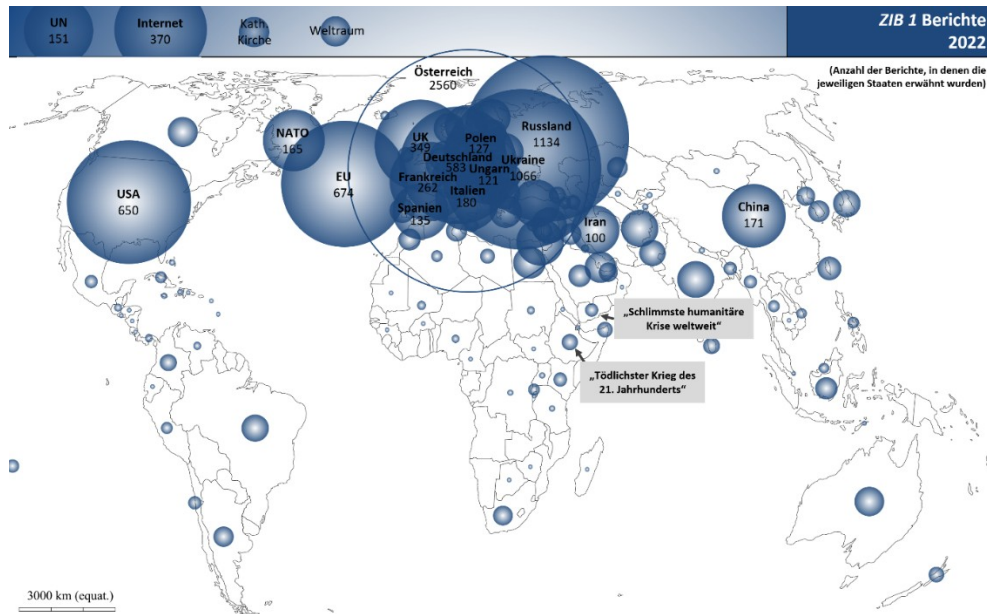 UN
151
Internet
370
Kath.
Kirche
Weltraum
ZIB 1 Berichte
2022
(Anzahl der Berichte, in denen die
jeweiligen Staaten erwähnt wurden)
Österreich
2560
NATO
165
UK
349
Polen
127
Russland
1134
Deutschland
583
Ukraine
1066
Ungarn
121
EU
674
Frankreich
262
Italien
180
USA
650
Spanien
135
Iran
100
China
171
„Schlimmste humanitäre
Krise weltweit“
„Tödlichster Krieg des
21. Jahrhunderts“
3000 km (equat.)